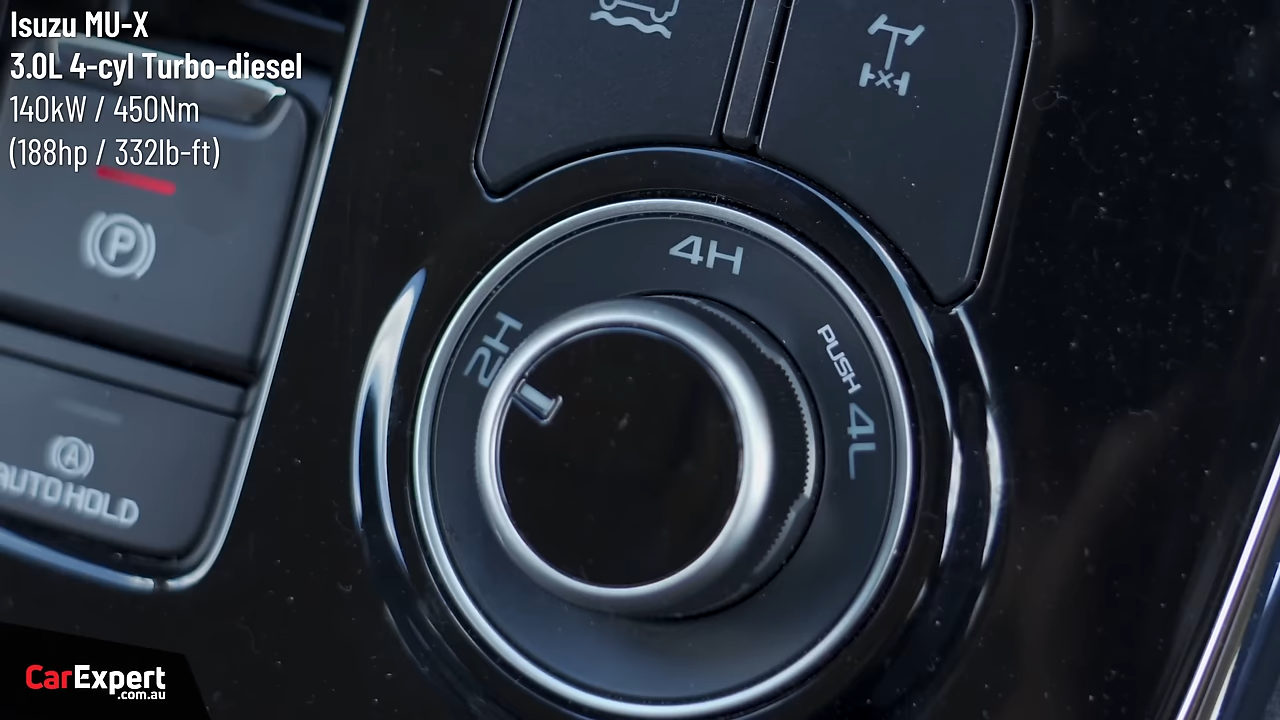 Isuzu MU-X
3.0L 4-cyl Turbo-diesel
140kW / 450Nm
(188hp / 332lb-ft)
P
4H
2H
PUSH 4L
A
AUTO HOLD
CarExpert
.com.au